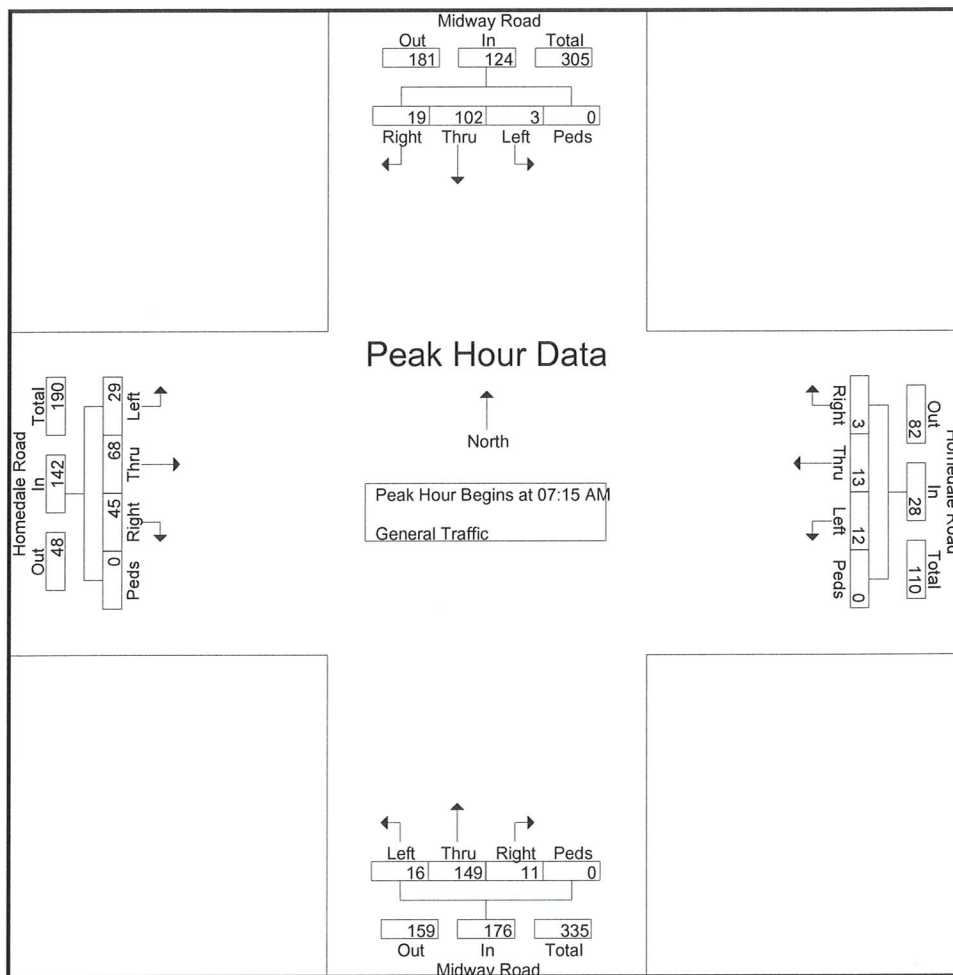 Midway Road
Out In Total
181 124 305
19 102 3 0
Right Thru Left Peds
Peak Hour Data
North
Peak Hour Begins at 07:15 AM
General Traffic
Homedale Road
Total In Out
190 142 48
29 68 45 0
Left Thru Right Peds
Right Thru Left Peds
3 13 12 0
Out In Total
82 28 110
Homedale Road
Left Thru Right Peds
16 149 11 0
159 176 335
Out In Total
Midway Road